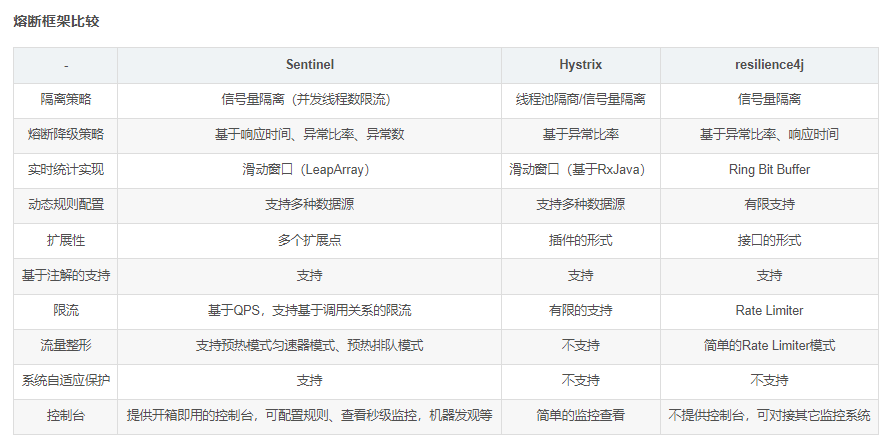 熔断框架比较
- Sentinel Hystrix resilience4j
隔离策略 信号量隔离（并发线程数限流） 线程池隔商/信号量隔离 信号量隔离
熔断降级策略 基于响应时间、异常比率、异常数 基于异常比率 基于异常比率、响应时间
实时统计实现 滑动窗口（LeapArray） 滑动窗口（基于RxJava） Ring Bit Buffer
动态规则配置 支持多种数据源 支持多种数据源 有限支持
扩展性 多个扩展点 插件的形式 接口的形式
基于注解的支持 支持 支持 支持
限流 基于QPS，支持基于调用关系的限流 有限的支持 Rate Limiter
流量整形 支持预热模式匀速器模式、预热排队模式 不支持 简单的Rate Limiter模式
系统自适应保护 支持 不支持 不支持
控制台 提供开箱即用的控制台，可配置规则、查看秒级监控，机器发观等 简单的监控查看 不提供控制台，可对接其它监控系统